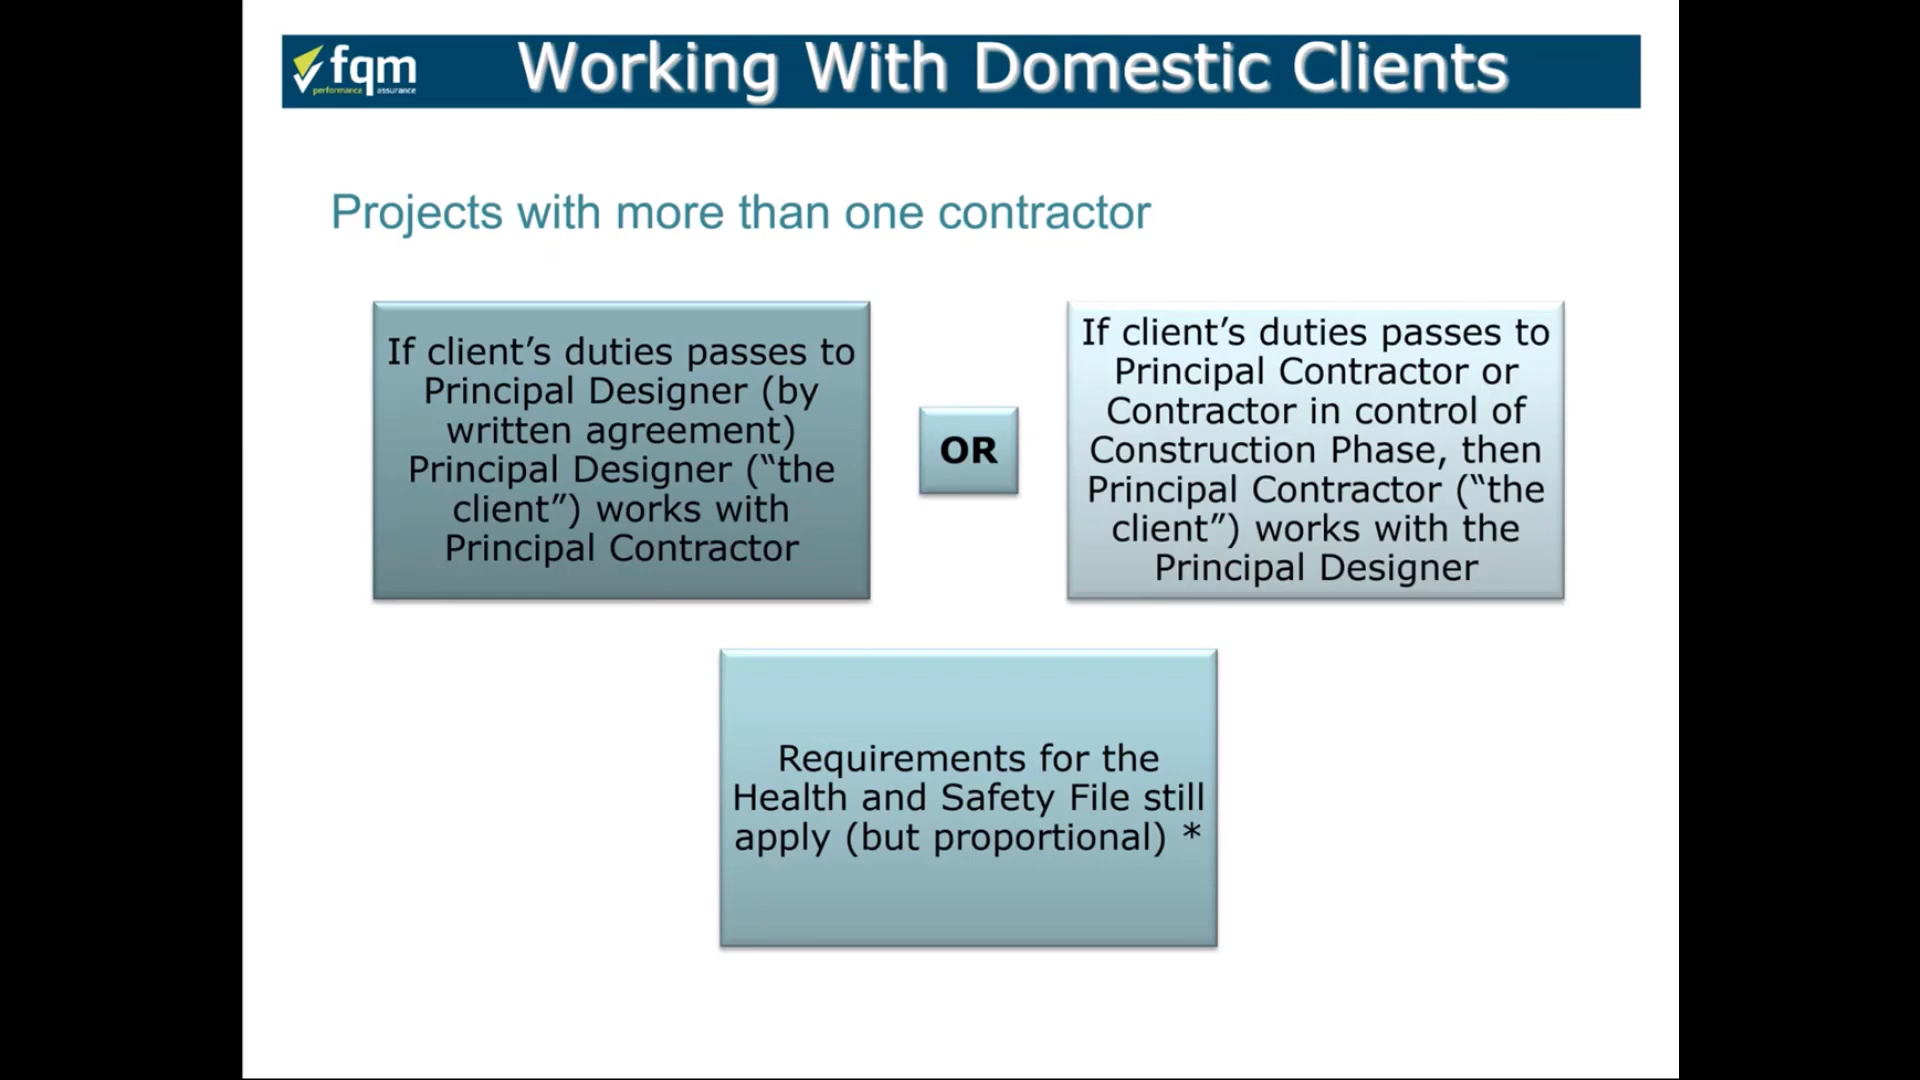 fqm
performance assurance
Working With Domestic Clients
Projects with more than one contractor
If client’s duties passes to
Principal Designer (by
written agreement)
Principal Designer (“the
client”) works with
Principal Contractor
OR
If client’s duties passes to
Principal Contractor or
Contractor in control of
Construction Phase, then
Principal Contractor (“the
client”) works with the
Principal Designer
Requirements for the
Health and Safety File still
apply (but proportional) *